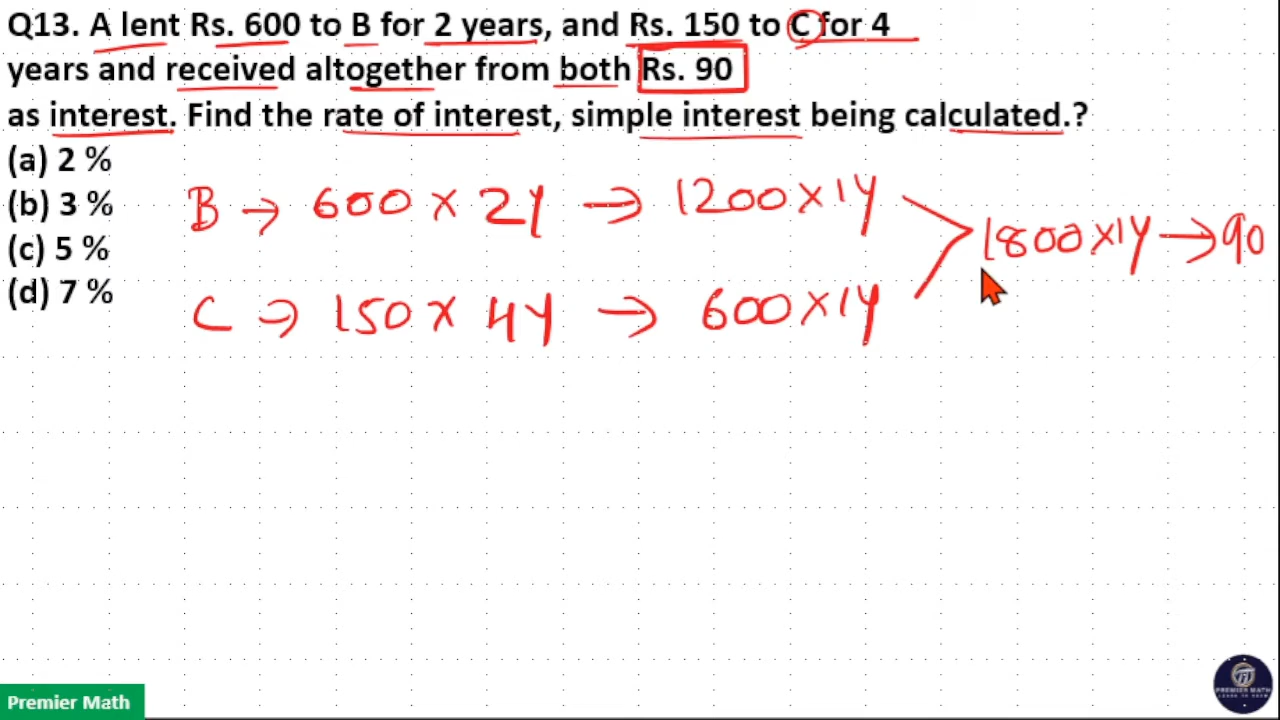 Q13. A lent Rs. 600 to B for 2 years, and Rs. 150 to C for 4
years and received altogether from both Rs. 90
as interest. Find the rate of interest, simple interest being calculated.?
(a) 2 %
(b) 3 %
(c) 5 %
(d) 7 %
B → 600 × 2y → 1200 × 1y
1800 × 1y → 90
C → 150 × 4y → 600 × 1y
Premier Math
PREMIER MATH